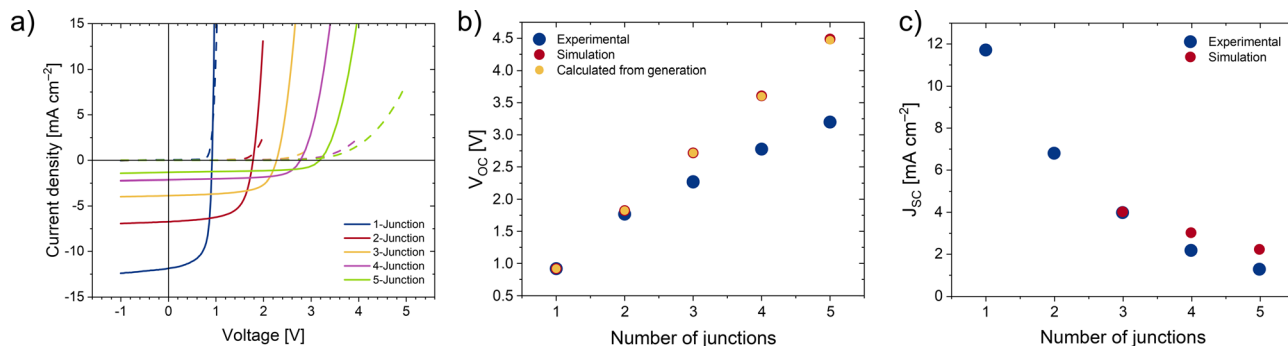 a)
Current density [mA cm⁻²]
15
10
5
0
-5
-10
-15
-1
0
1
2
3
4
5
Voltage [V]
1-Junction
2-Junction
3-Junction
4-Junction
5-Junction
b)
V_OC [V]
4.5
4.0
3.5
3.0
2.5
2.0
1.5
1.0
0.5
Experimental
Simulation
Calculated from generation
1
2
3
4
5
Number of junctions
c)
J_SC [mA cm⁻²]
12
10
8
6
4
2
0
Experimental
Simulation
1
2
3
4
5
Number of junctions